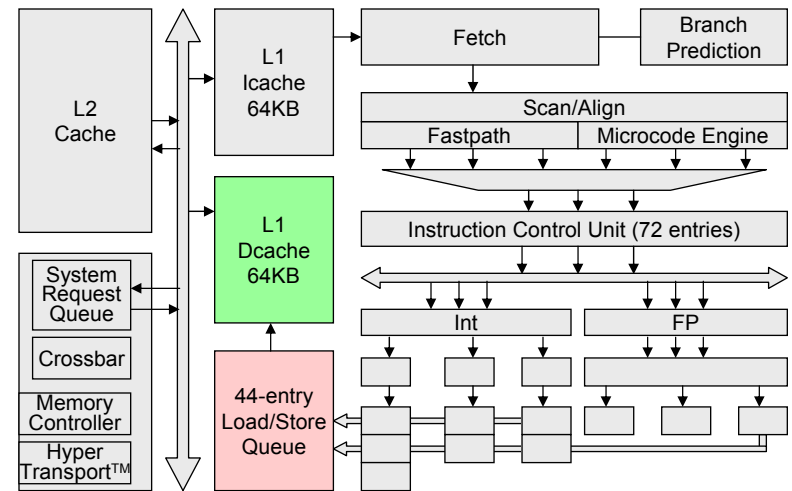 L2
Cache
L1
Icache
64KB
Fetch
Branch
Prediction
Scan/Align
Fastpath
Microcode Engine
L1
Dcache
64KB
Instruction Control Unit (72 entries)
System
Request
Queue
Crossbar
Memory
Controller
Hyper
Transport™
44-entry
Load/Store
Queue
Int
FP